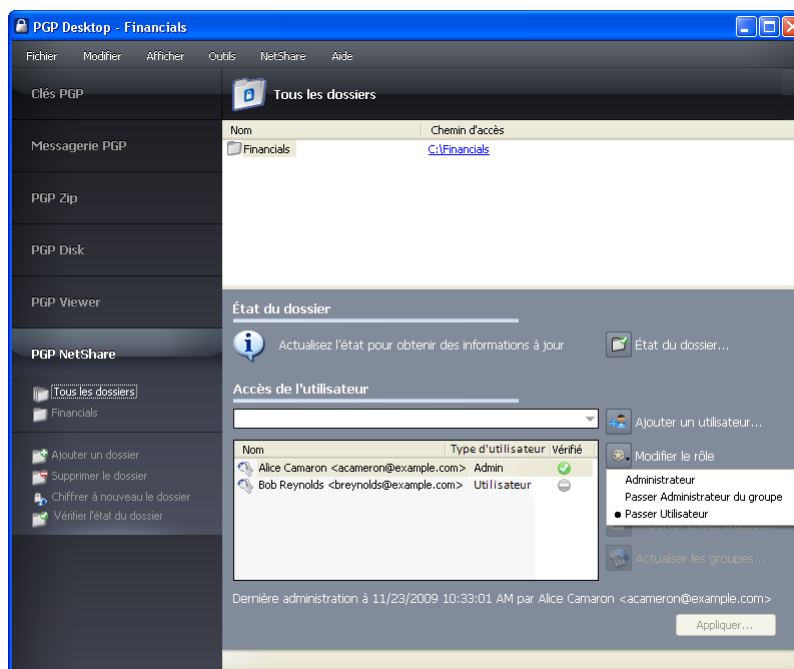 PGP Desktop - Financials
Fichier Modifier Afficher Outils NetShare Aide
Clés PGP
Messagerie PGP
PGP Zip
PGP Disk
PGP Viewer
PGP NetShare
Tous les dossiers
Financials
Ajouter un dossier
Supprimer le dossier
Chiffrer à nouveau le dossier
Vérifier l'état du dossier
Tous les dossiers
Nom Chemin d'accès
Financials C:\Financials
État du dossier
Actualisez l'état pour obtenir des informations à jour
État du dossier...
Accès de l'utilisateur
Ajouter un utilisateur...
Nom Type d'utilisateur Vérifié
Alice Camaron <acameron@example.com> Admin
Bob Reynolds <breynolds@example.com> Utilisateur
Modifier le rôle
Administrateur
Passer Administrateur du groupe
Passer Utilisateur
Actualiser les groupes...
Dernière administration à 11/23/2009 10:33:01 AM par Alice Camaron <acameron@example.com>
Appliquer...